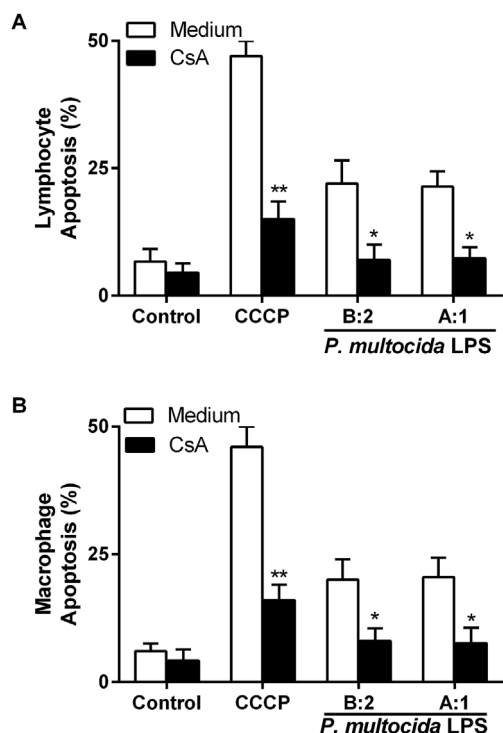 A
Medium
CsA
Lymphocyte
Apoptosis (%)
50
25
0
**
*
*
Control CCCP B:2 A:1
P. multocida LPS
B
Medium
CsA
Macrophage
Apoptosis (%)
50
25
0
**
*
*
Control CCCP B:2 A:1
P. multocida LPS